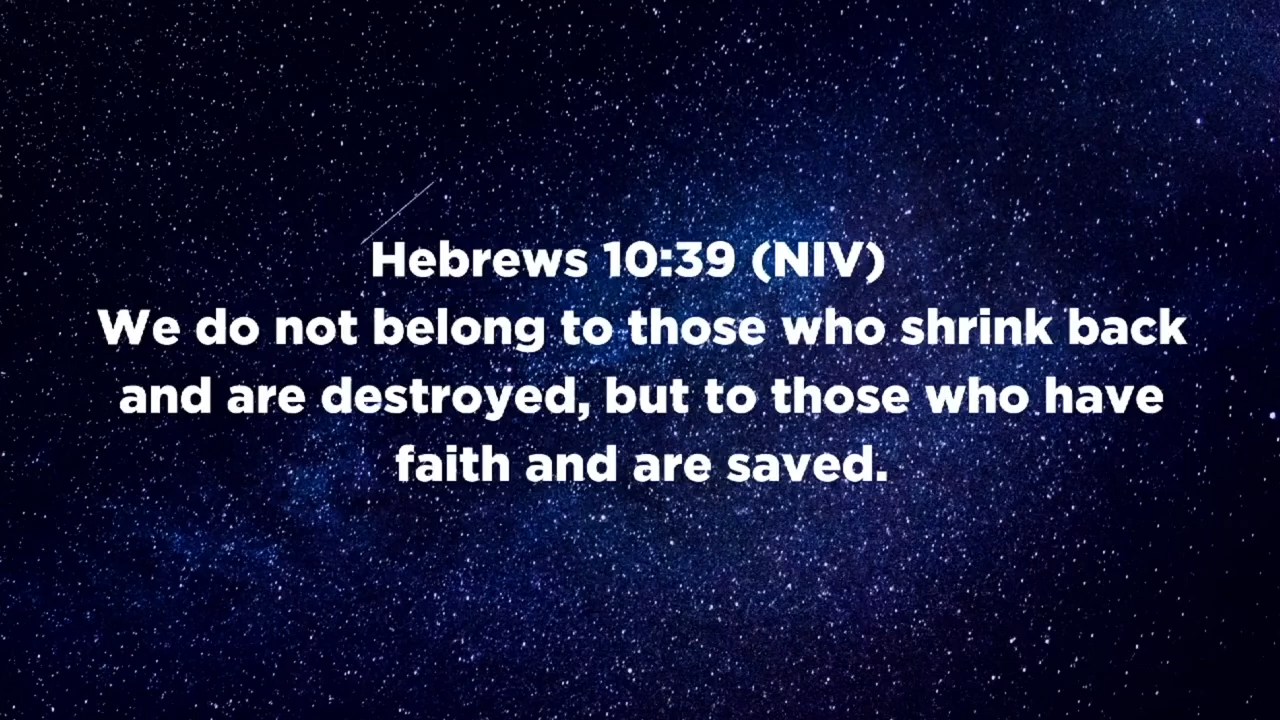 Hebrews 10:39 (NIV)
We do not belong to those who shrink back
and are destroyed, but to those who have
faith and are saved.